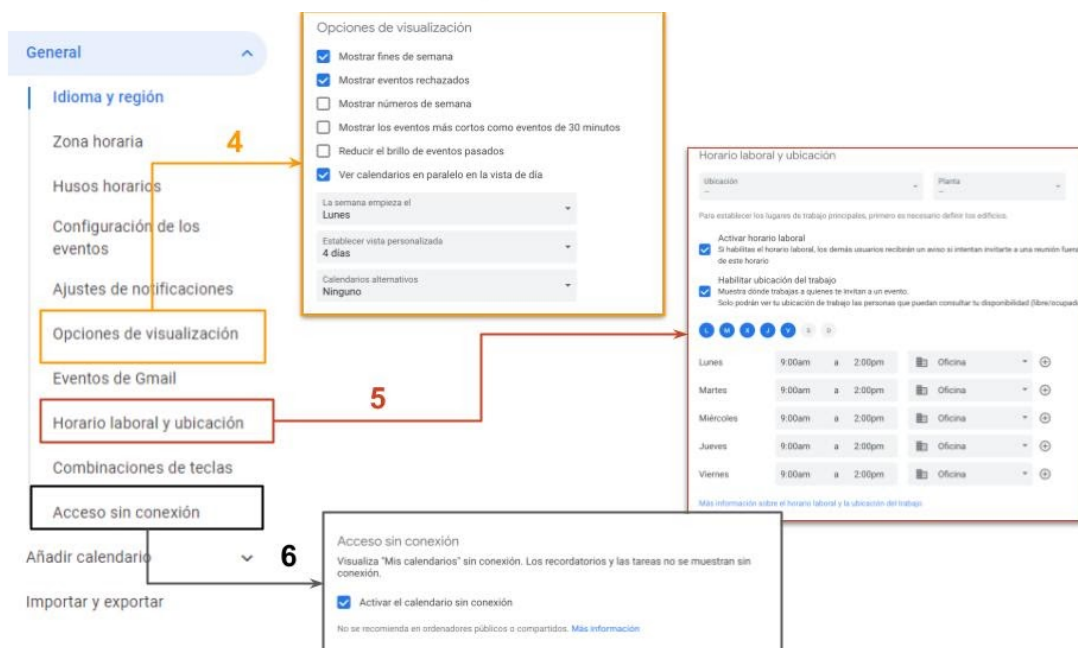 General
Idioma y región
Zona horaria
Husos horarios
Configuración de los
eventos
Ajustes de notificaciones
Opciones de visualización
Eventos de Gmail
Horario laboral y ubicación
Combinaciones de teclas
Acceso sin conexión
Añadir calendario
Importar y exportar
4
Opciones de visualización
Mostrar fines de semana
Mostrar eventos rechazados
Mostrar números de semana
Mostrar los eventos más cortos como eventos de 30 minutos
Reducir el brillo de eventos pasados
Ver calendarios en paralelo en la vista de día
La semana empieza el
Lunes
Establecer vista personalizada
4 días
Calendarios alternativos
Ninguno
5
Horario laboral y ubicación
Ubicación
–
Planta
–
Para establecer los lugares de trabajo principales, primero es necesario definir los edificios.
Activar horario laboral
Si habilitas el horario laboral, los demás usuarios recibirán un aviso si intentan invitarte a una reunión fuera
de este horario
Habilitar ubicación del trabajo
Muestra dónde trabajas a quienes te invitan a un evento.
Solo podrán ver tu ubicación de trabajo las personas que puedan consultar tu disponibilidad (libre/ocupado
L M X J V S D
Lunes 9:00am a 2:00pm Oficina
Martes 9:00am a 2:00pm Oficina
Miércoles 9:00am a 2:00pm Oficina
Jueves 9:00am a 2:00pm Oficina
Viernes 9:00am a 2:00pm Oficina
Más información sobre el horario laboral y la ubicación del trabajo
6
Acceso sin conexión
Visualiza "Mis calendarios" sin conexión. Los recordatorios y las tareas no se muestran sin
conexión.
Activar el calendario sin conexión
No se recomienda en ordenadores públicos o compartidos. Más información